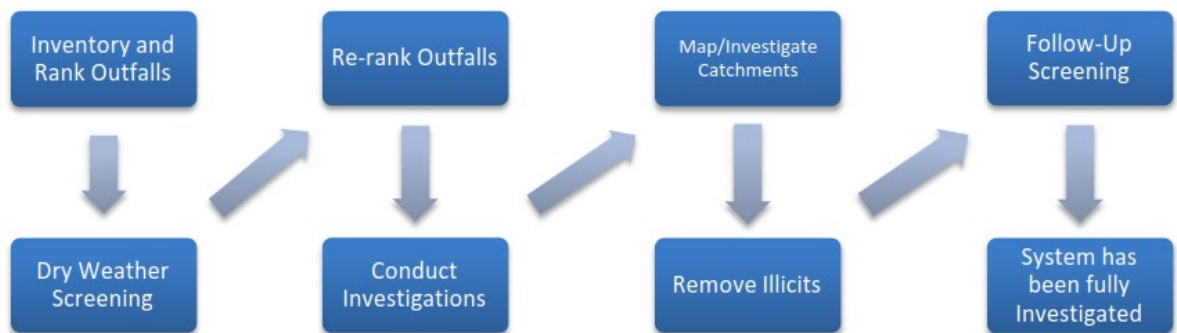 Inventory and
Rank Outfalls
Dry Weather
Screening
Re-rank Outfalls
Conduct
Investigations
Map/Investigate
Catchments
Remove Illicits
Follow-Up
Screening
System has
been fully
Investigated